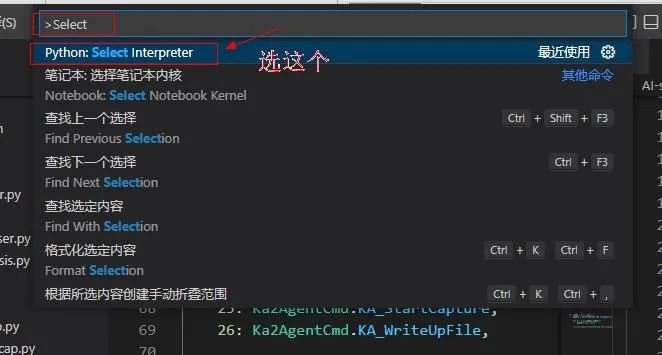 择(S)
>Select
Python: Select Interpreter 最近使用
选这个
笔记本: 选择笔记本内核 其他命令
Notebook: Select Notebook Kernel
AI-s
查找上一个选择 Ctrl + Shift + F3
Find Previous Selection
查找下一个选择 Ctrl + F3
Find Next Selection
查找选定内容
Find With Selection
格式化选定内容 Ctrl + K Ctrl + F
Format Selection
根据所选内容创建手动折叠范围 Ctrl + K Ctrl + ,
r.py
ser.py
sis.py
p.py
cap.py
68 25: Ka2AgentCmd.KA_StartCapture,
69 26: Ka2AgentCmd.KA_WriteUpFile,
70